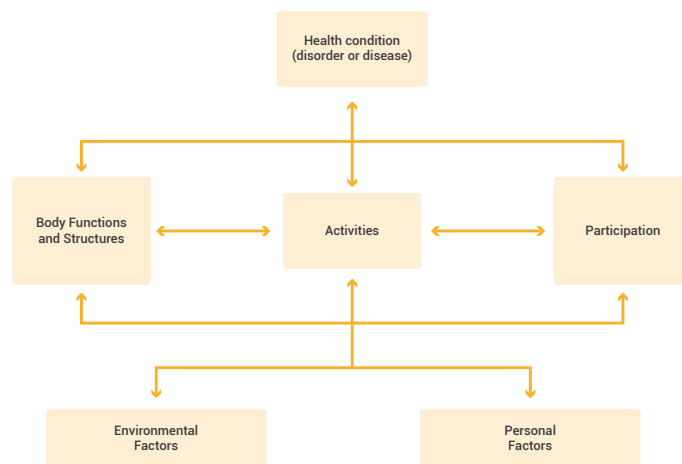 Health condition
(disorder or disease)
Body Functions
and Structures
Activities
Participation
Environmental
Factors
Personal
Factors